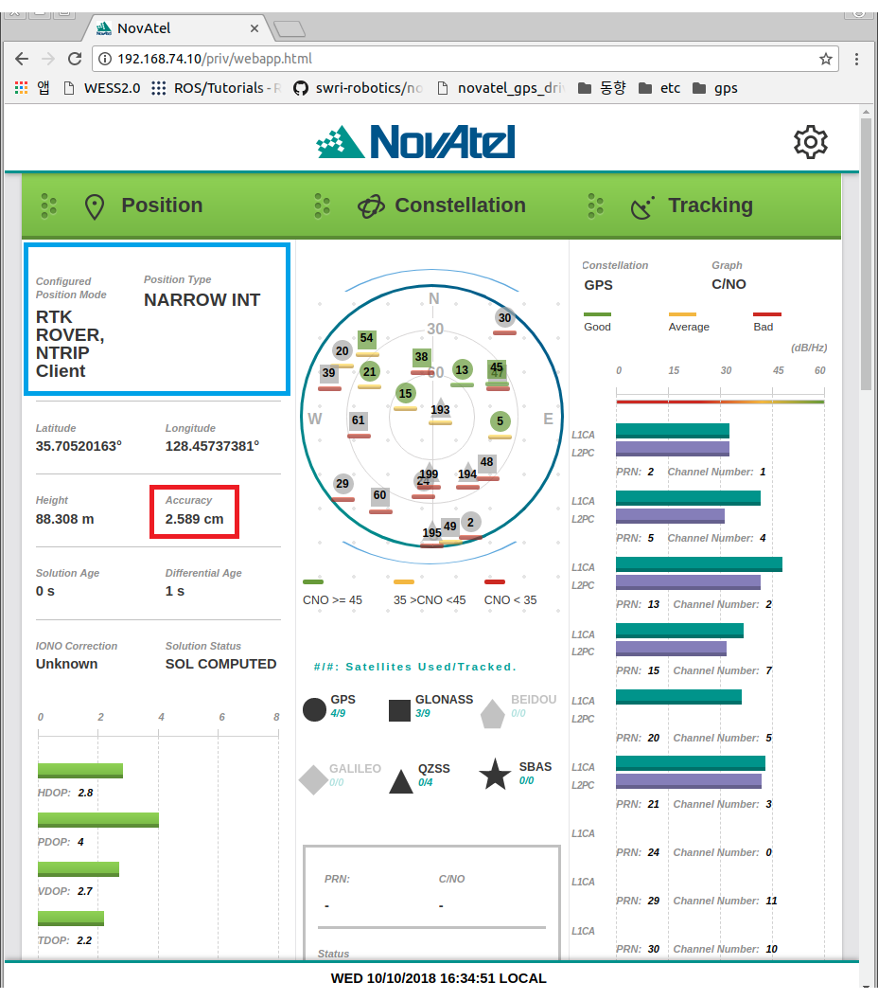 NovAtel
192.168.74.10/priv/webapp.html
앱 WESS2.0 ROS/Tutorials - R swri-robotics/no novatel_gps_driv 동향 etc gps
NovAtel
Position Constellation Tracking
Configured
Position Mode
RTK
ROVER,
NTRIP
Client
Position Type
NARROW INT
Latitude
35.70520163°
Longitude
128.45737381°
Height
88.308 m
Accuracy
2.589 cm
Solution Age
0 s
Differential Age
1 s
IONO Correction
Unknown
Solution Status
SOL COMPUTED
0 2 4 6 8
HDOP: 2.8
PDOP: 4
VDOP: 2.7
TDOP: 2.2
N
30
30
54
20
38
60
13
45
47
39
21
15
193
W
E
61
5
48
199
194
24
29
60
2
49
195
CNO >= 45 35 >CNO <45 CNO < 35
#/#: Satellites Used/Tracked.
GPS
4/9
GLONASS
3/9
BEIDOU
0/0
GALILEO
0/0
QZSS
0/4
SBAS
0/0
PRN: C/NO
- -
Status
Constellation
GPS
Graph
C/NO
Good Average Bad
(dB/Hz)
0 15 30 45 60
L1CA
L2PC
PRN: 2 Channel Number: 1
L1CA
L2PC
PRN: 5 Channel Number: 4
L1CA
L2PC
PRN: 13 Channel Number: 2
L1CA
L2PC
PRN: 15 Channel Number: 7
L1CA
L2PC
PRN: 20 Channel Number: 5
L1CA
L2PC
PRN: 21 Channel Number: 3
L1CA
PRN: 24 Channel Number: 0
L1CA
PRN: 29 Channel Number: 11
L1CA
PRN: 30 Channel Number: 10
WED 10/10/2018 16:34:51 LOCAL